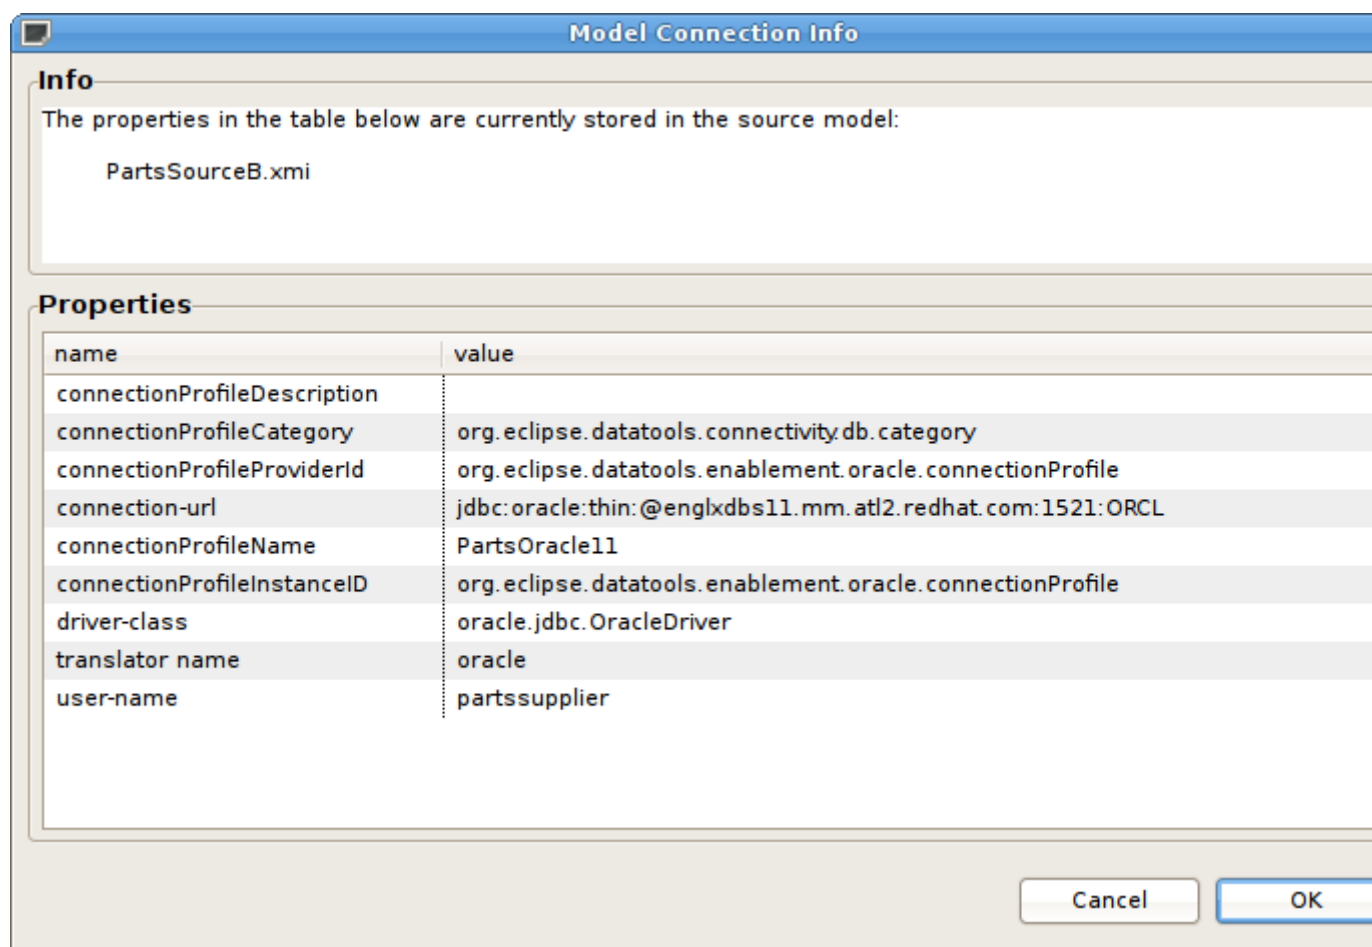 Model Connection Info
Info
The properties in the table below are currently stored in the source model:
PartsSourceB.xmi
Properties
name value
connectionProfileDescription
connectionProfileCategory org.eclipse.datatools.connectivity.db.category
connectionProfileProviderId org.eclipse.datatools.enablement.oracle.connectionProfile
connection-url jdbc:oracle:thin:@englxdbs11.mm.atl2.redhat.com:1521:ORCL
connectionProfileName PartsOracle11
connectionProfileInstanceID org.eclipse.datatools.enablement.oracle.connectionProfile
driver-class oracle.jdbc.OracleDriver
translator name oracle
user-name partssupplier
Cancel OK